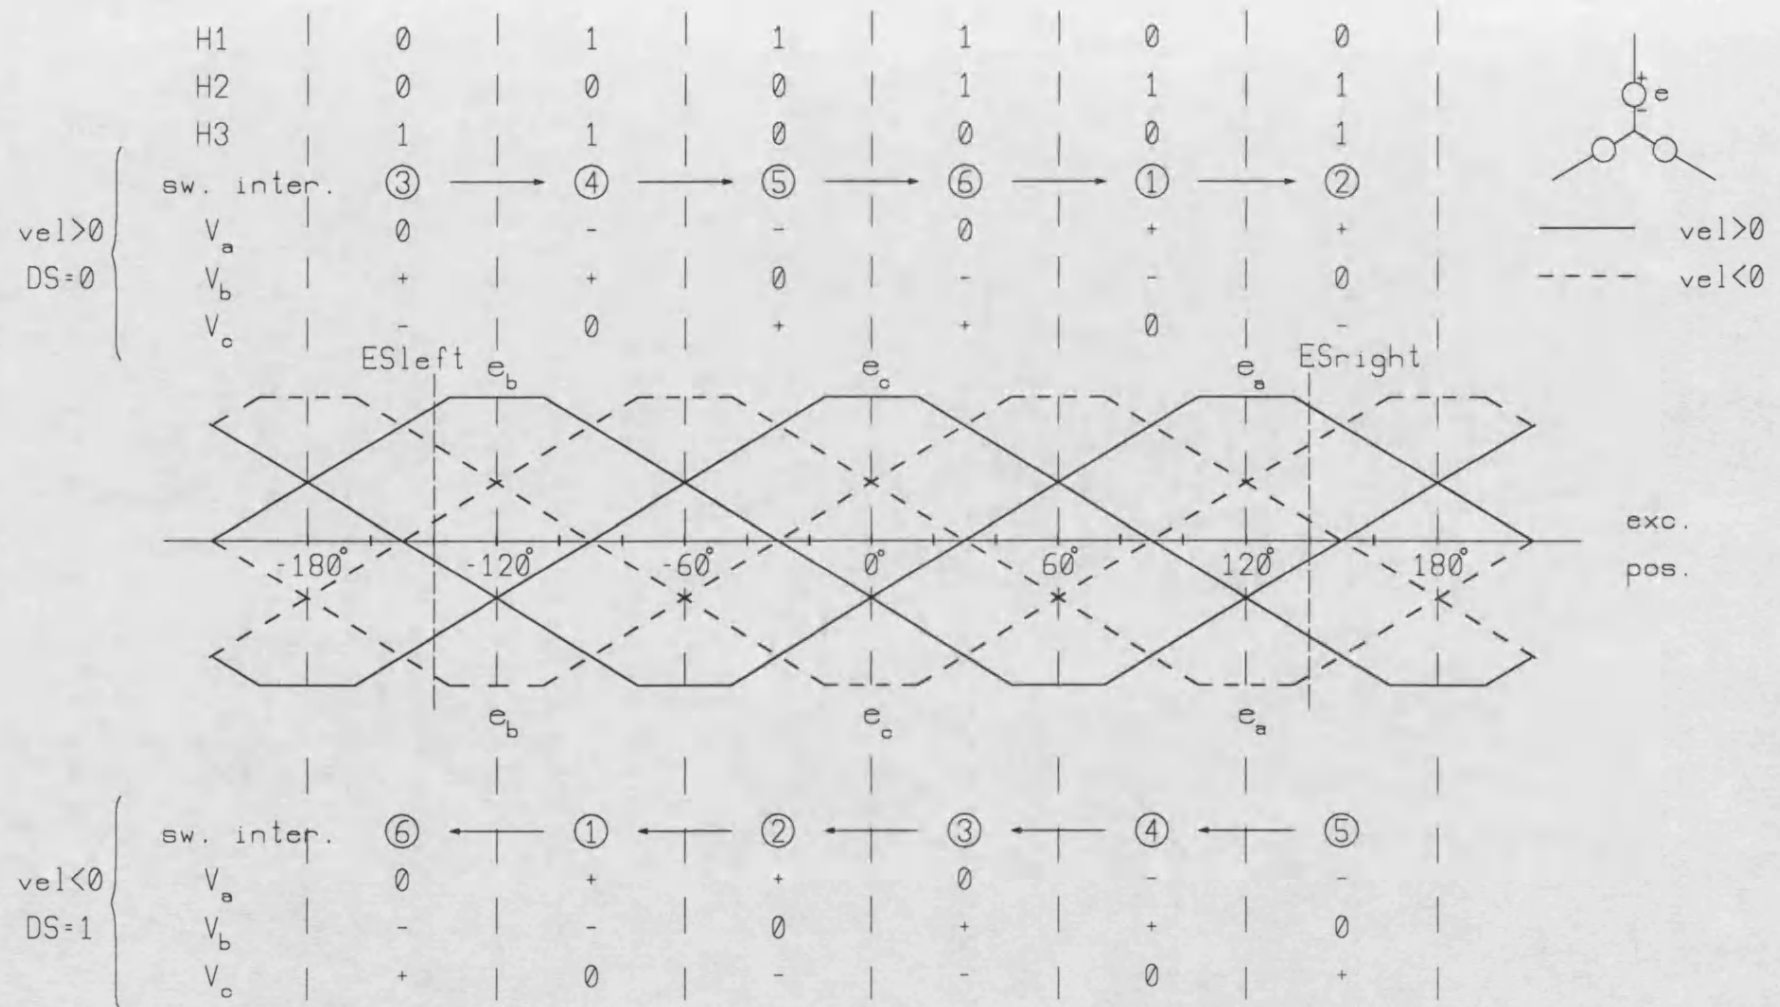 H1 0 1 1 1 0 0
H2 0 0 0 1 1 1
H3 1 1 0 0 0 1
+
e
-
sw. inter. ③ ④ ⑤ ⑥ ① ②
vel>0
DS=0
Va 0 - - 0 + +
Vb + + 0 - - 0
Vc - 0 + + 0 -
vel>0
vel<0
ESleft eb ec ea ESright
-180° -120° -60° 0° 60° 120° 180°
exc.
pos.
eb ec ea
sw. inter. ⑥ ① ② ③ ④ ⑤
vel<0
DS=1
Va 0 + + 0 - -
Vb - - 0 + + 0
Vc + 0 - - 0 +